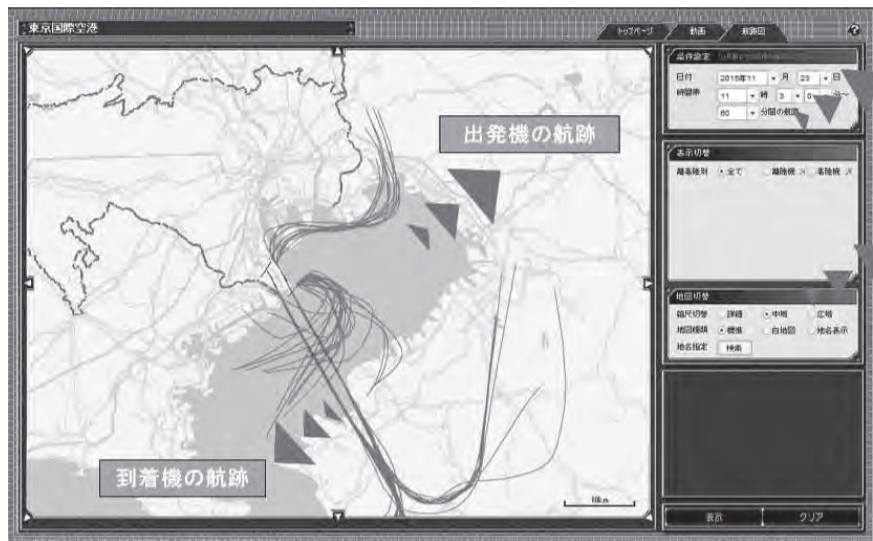 東京国際空港
トップページ 動画 航跡図
条件設定
日付 2015年11 月 23 日
時間帯 11 時 3 0 分～
60 分間の航跡
出発機の航跡
表示切替
離着陸別 全て 離陸機 着陸機
地図切替
縮尺切替 詳細 中域 広域
地図種類 標準 白地図 地名表示
地名指定 検索
到着機の航跡
10km
表示 クリア